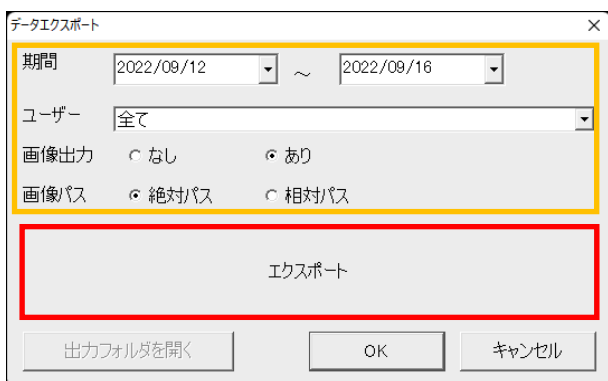 データエクスポート ×
期間 2022/09/12 ～ 2022/09/16
ユーザー 全て
画像出力 なし あり
画像パス 絶対パス 相対パス
エクスポート
出力フォルダを開く OK キャンセル